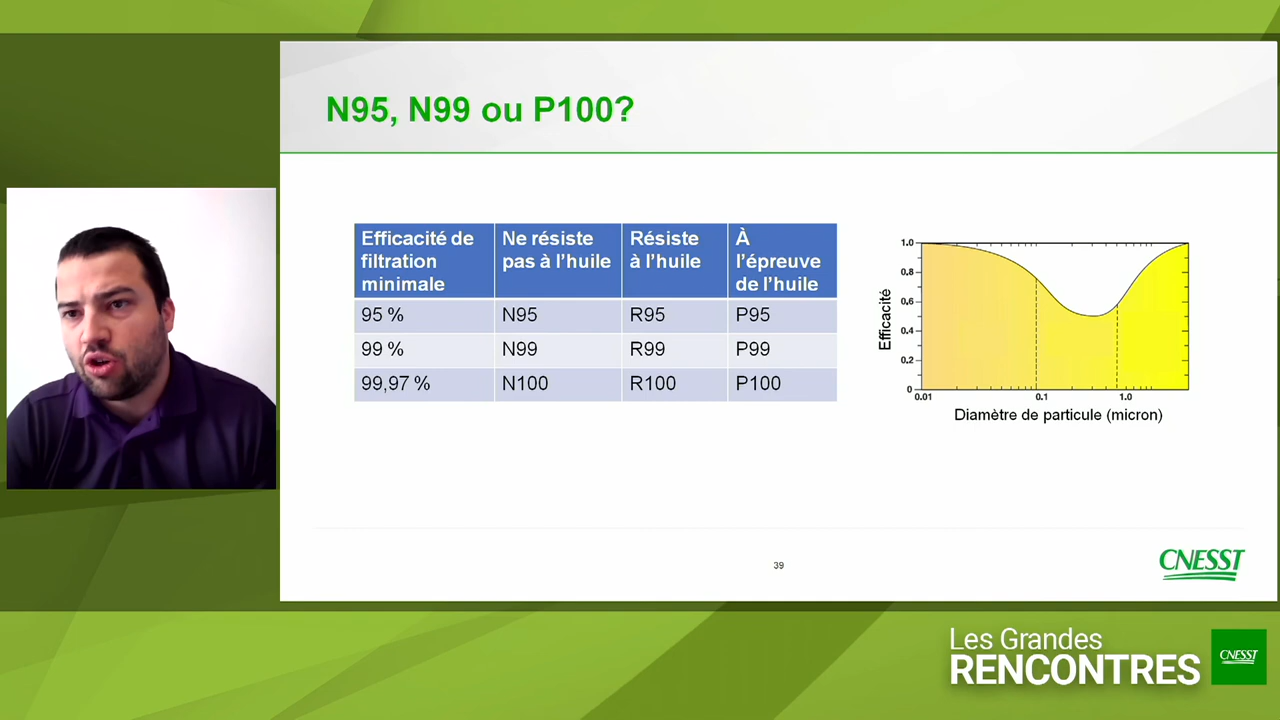 N95, N99 ou P100?
Efficacité de
filtration
minimale
Ne résiste
pas à l'huile
Résiste
à l'huile
À
l'épreuve
de l'huile
95 %
N95
R95
P95
99 %
N99
R99
P99
99,97 %
N100
R100
P100
Efficacité
1.0
0.8
0.6
0.4
0.2
0
0.01
0.1
1.0
Diamètre de particule (micron)
39
CNESST
Les Grandes
RENCONTRES
CNESST